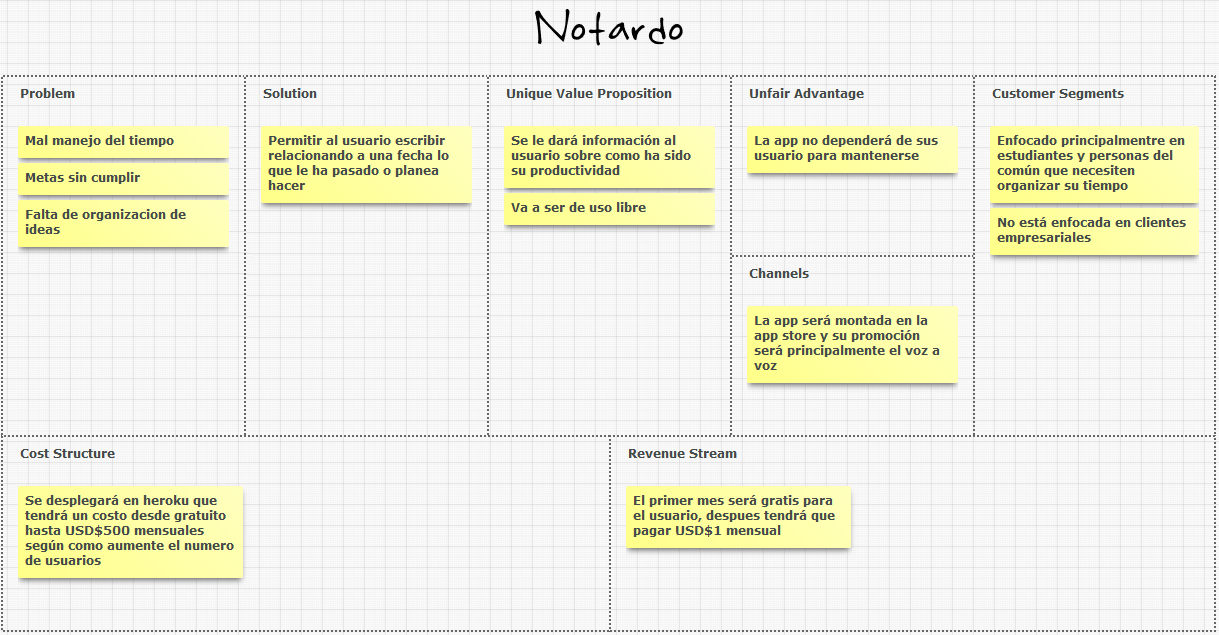 Notardo
Problem
Mal manejo del tiempo
Metas sin cumplir
Falta de organizacion de
ideas
Solution
Permitir al usuario escribir
relacionando a una fecha lo
que le ha pasado o planea
hacer
Unique Value Proposition
Se le dará información al
usuario sobre como ha sido
su productividad
Va a ser de uso libre
Unfair Advantage
La app no dependerá de sus
usuario para mantenerse
Channels
La app será montada en la
app store y su promoción
será principalmente el voz a
voz
Customer Segments
Enfocado principalmentre en
estudiantes y personas del
común que necesiten
organizar su tiempo
No está enfocada en clientes
empresariales
Cost Structure
Se desplegará en heroku que
tendrá un costo desde gratuito
hasta USD$500 mensuales
según como aumente el numero
de usuarios
Revenue Stream
El primer mes será gratis para
el usuario, despues tendrá que
pagar USD$1 mensual